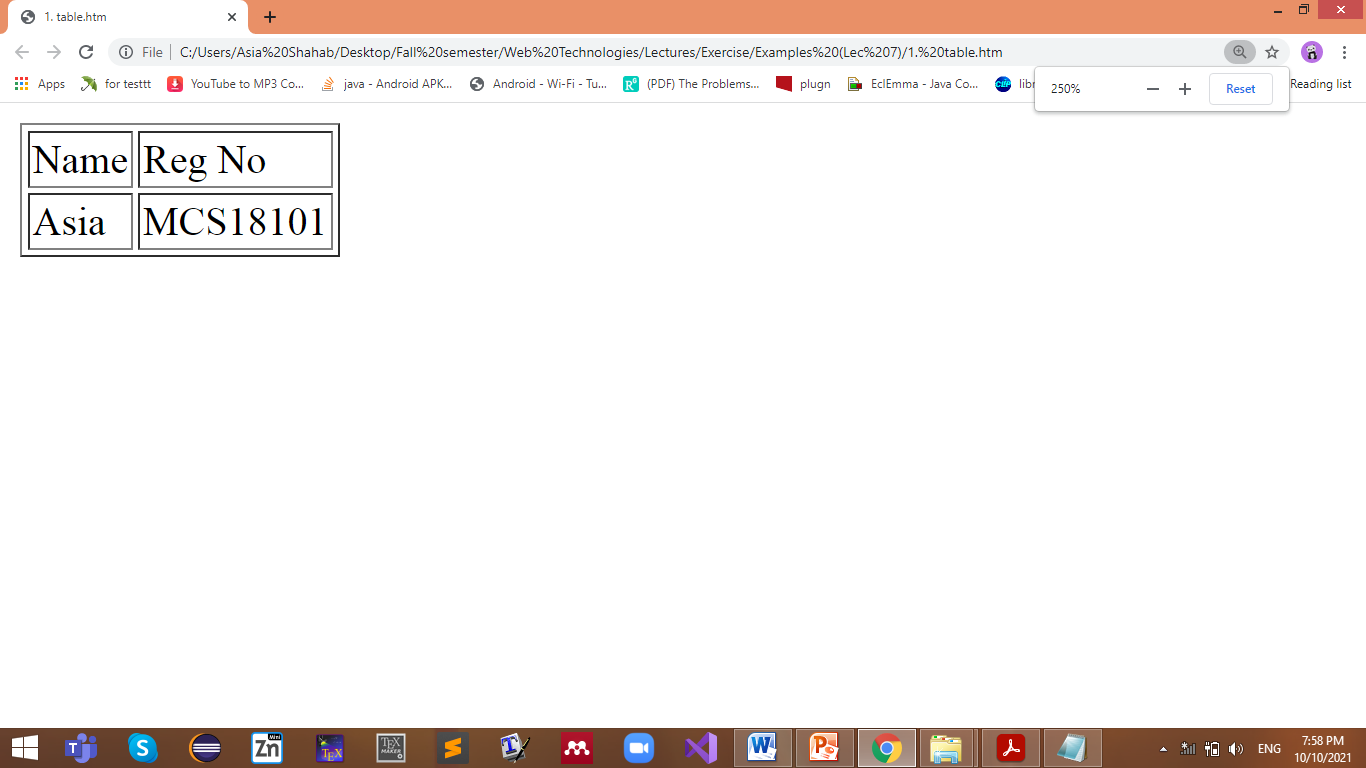 1. table.htm
File
C:/Users/Asia%20Shahab/Desktop/Fall%20semester/Web%20Technologies/Lectures/Exercise/Examples%20(Lec%207)/1.%20table.htm
Apps for testtt YouTube to MP3 Co... java - Android APK... Android - Wi-Fi - Tu... (PDF) The Problems... plugn EclEmma - Java Co... libr Reading list
250% Reset
Name Reg No
Asia MCS18101
ENG
7:58 PM
10/10/2021